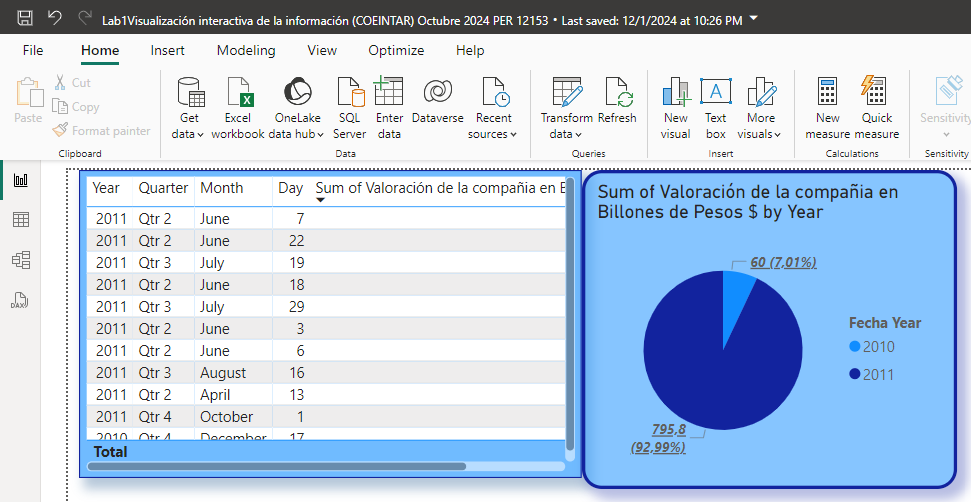 Lab1Visualización interactiva de la información (COEINTAR) Octubre 2024 PER 12153 • Last saved: 12/1/2024 at 10:26 PM
File Home Insert Modeling View Optimize Help
Paste
Cut
Copy
Format painter
Clipboard
Get data
Excel workbook
OneLake data hub
SQL Server
Enter data
Dataverse
Recent sources
Data
Transform data
Refresh
Queries
New visual
Text box
More visuals
Insert
New measure
Quick measure
Calculations
Sensitivity
Sensitivity
DAX
Year Quarter Month Day Sum of Valoración de la compañia en B
2011 Qtr 2 June 7
2011 Qtr 2 June 22
2011 Qtr 3 July 19
2011 Qtr 2 June 18
2011 Qtr 3 July 29
2011 Qtr 2 June 3
2011 Qtr 2 June 6
2011 Qtr 3 August 16
2011 Qtr 2 April 13
2011 Qtr 4 October 1
2010 Qtr 4 December 17
Total
Sum of Valoración de la compañia en
Billones de Pesos $ by Year
60 (7,01%)
795,8
(92,99%)
Fecha Year
2010
2011